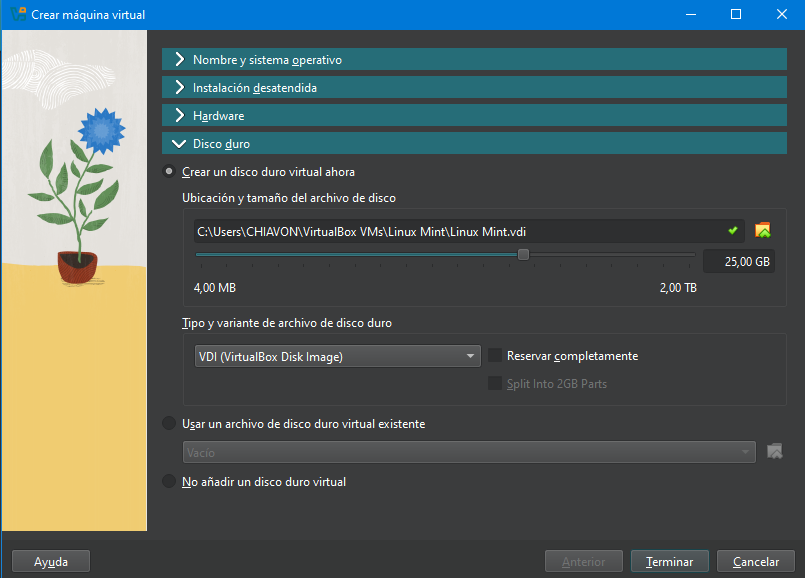 Crear máquina virtual
Nombre y sistema operativo
Instalación desatendida
Hardware
Disco duro
Crear un disco duro virtual ahora
Ubicación y tamaño del archivo de disco
C:\Users\CHIAVON\VirtualBox VMs\Linux Mint\Linux Mint.vdi
25,00 GB
4,00 MB 2,00 TB
Tipo y variante de archivo de disco duro
VDI (VirtualBox Disk Image) Reservar completamente
Split Into 2GB Parts
Usar un archivo de disco duro virtual existente
Vacío
No añadir un disco duro virtual
Ayuda Anterior Terminar Cancelar